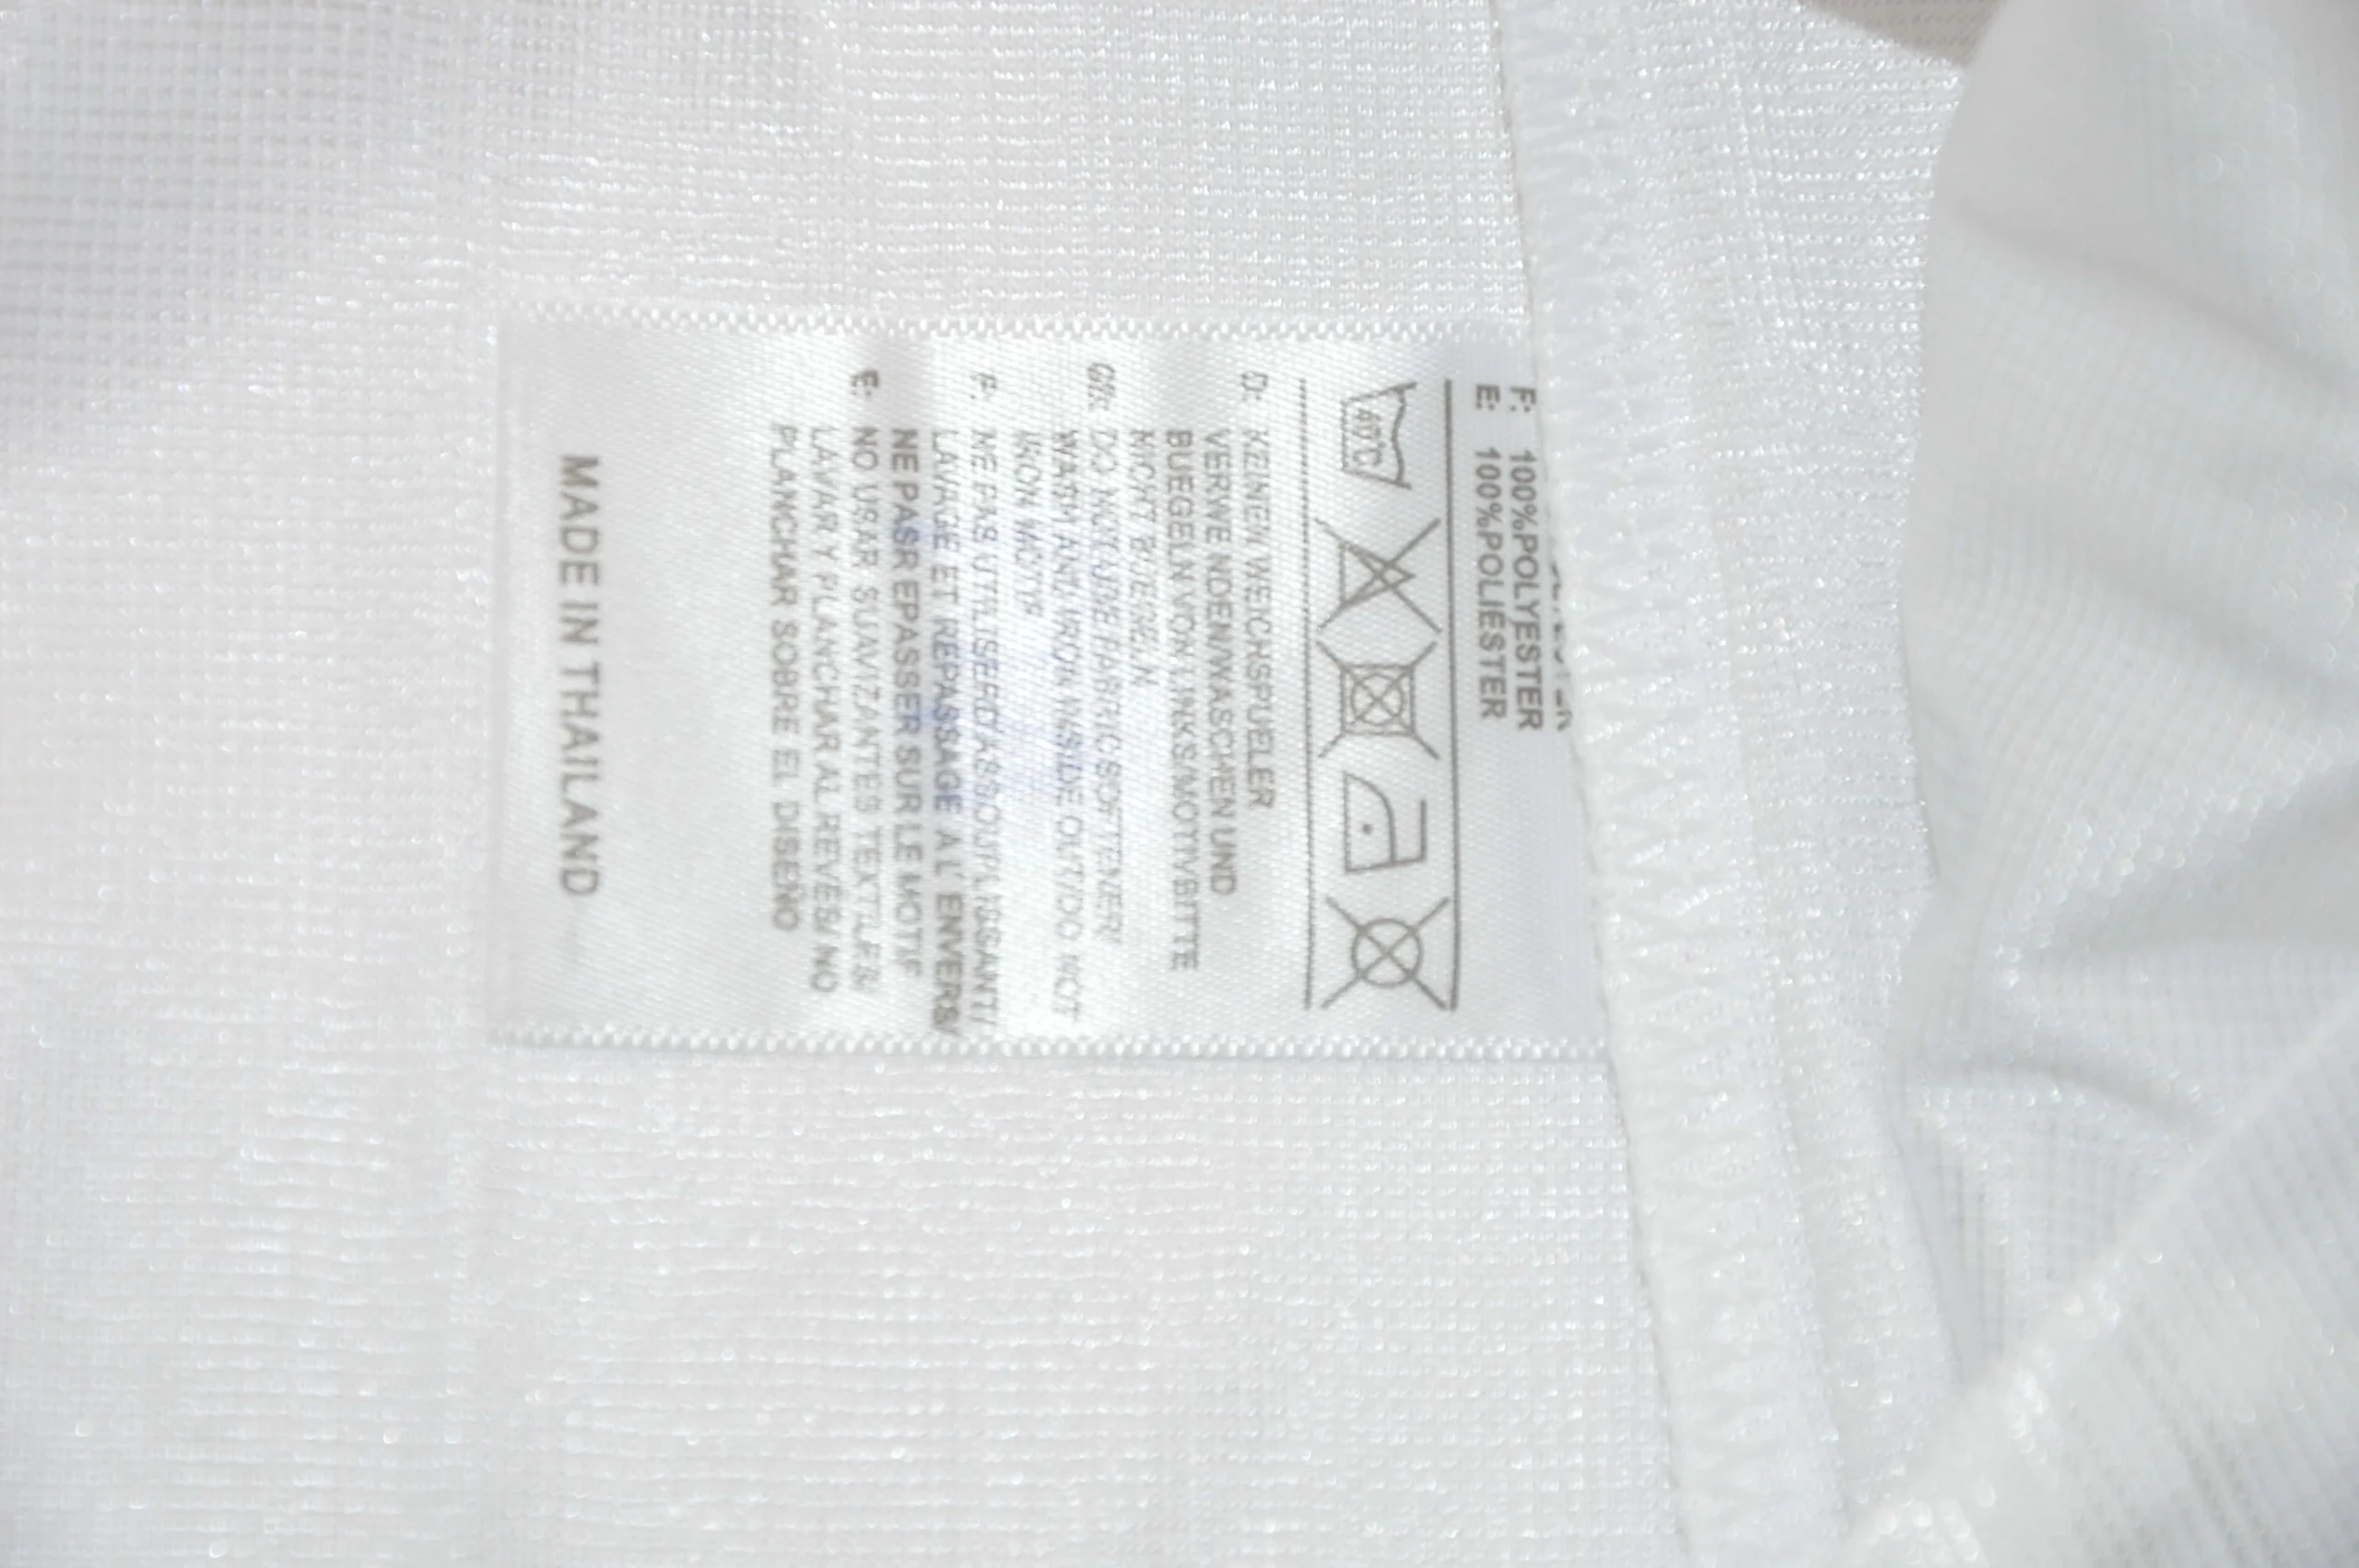 F: 100%POLYESTER
E: 100%POLIESTER
40°C
D: KEINEN WEICHSPUELER
VERWENDEN/WASCHEN UND
BUEGELN VON LINKS/MOTIV BITTE
NICHT BUEGELN
GB: DO NOT USE FABRIC SOFTENER/
WASH AND IRON INSIDE OUT/DO NOT
IRON MOTIF
F: NE PAS UTILISER D'ASSOUPLISSANT/
LAVAGE ET REPASSAGE A L' ENVERS/
NE PASR EPASSER SUR LE MOTIF
E: NO USAR SUAVIZANTES TEXTILES/
LAVAR Y PLANCHAR AL REVÉS/ NO
PLANCHAR SOBRE EL DISEÑO
MADE IN THAILAND